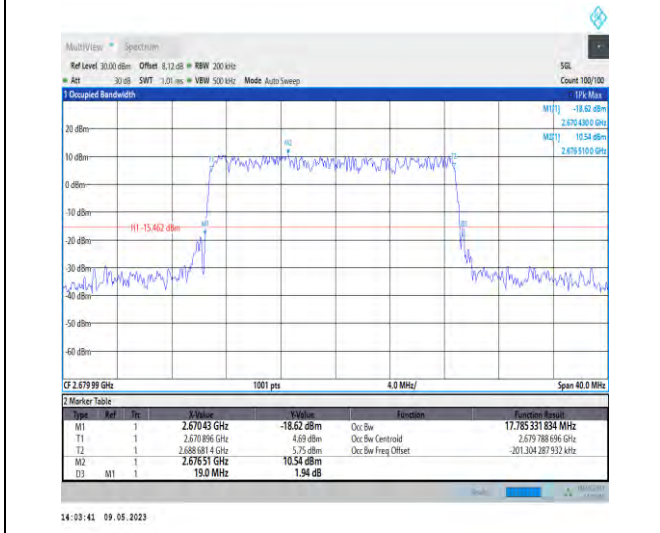 MultiView Spectrum
Ref Level 30.00 dBm Offset 8.12 dB RBW 200 kHz SGL
Att 30 dB SWT 1.01 ms VBW 500 kHz Mode Auto Sweep Count 100/100
1 Occupied Bandwidth 1Pk Max
M1[1] -18.62 dBm
2.670 430 0 GHz
M2[1] 10.54 dBm
2.676 510 0 GHz
20 dBm
M2
10 dBm
T1 T2
0 dBm
-10 dBm
H1 -15.462 dBm
M1 D3
-20 dBm
-30 dBm
-40 dBm
-50 dBm
-60 dBm
CF 2.679 99 GHz 1001 pts 4.0 MHz/ Span 40.0 MHz
2 Marker Table
Type Ref Trc X-Value Y-Value Function Function Result
M1 1 2.670 43 GHz -18.62 dBm Occ Bw 17.785 331 834 MHz
T1 1 2.670 896 GHz 4.69 dBm Occ Bw Centroid 2.679 788 696 GHz
T2 1 2.688 681 4 GHz 5.75 dBm Occ Bw Freq Offset -201.304 287 932 kHz
M2 1 2.676 51 GHz 10.54 dBm
D3 M1 1 19.0 MHz 1.94 dB
14:03:41 09.05.2023